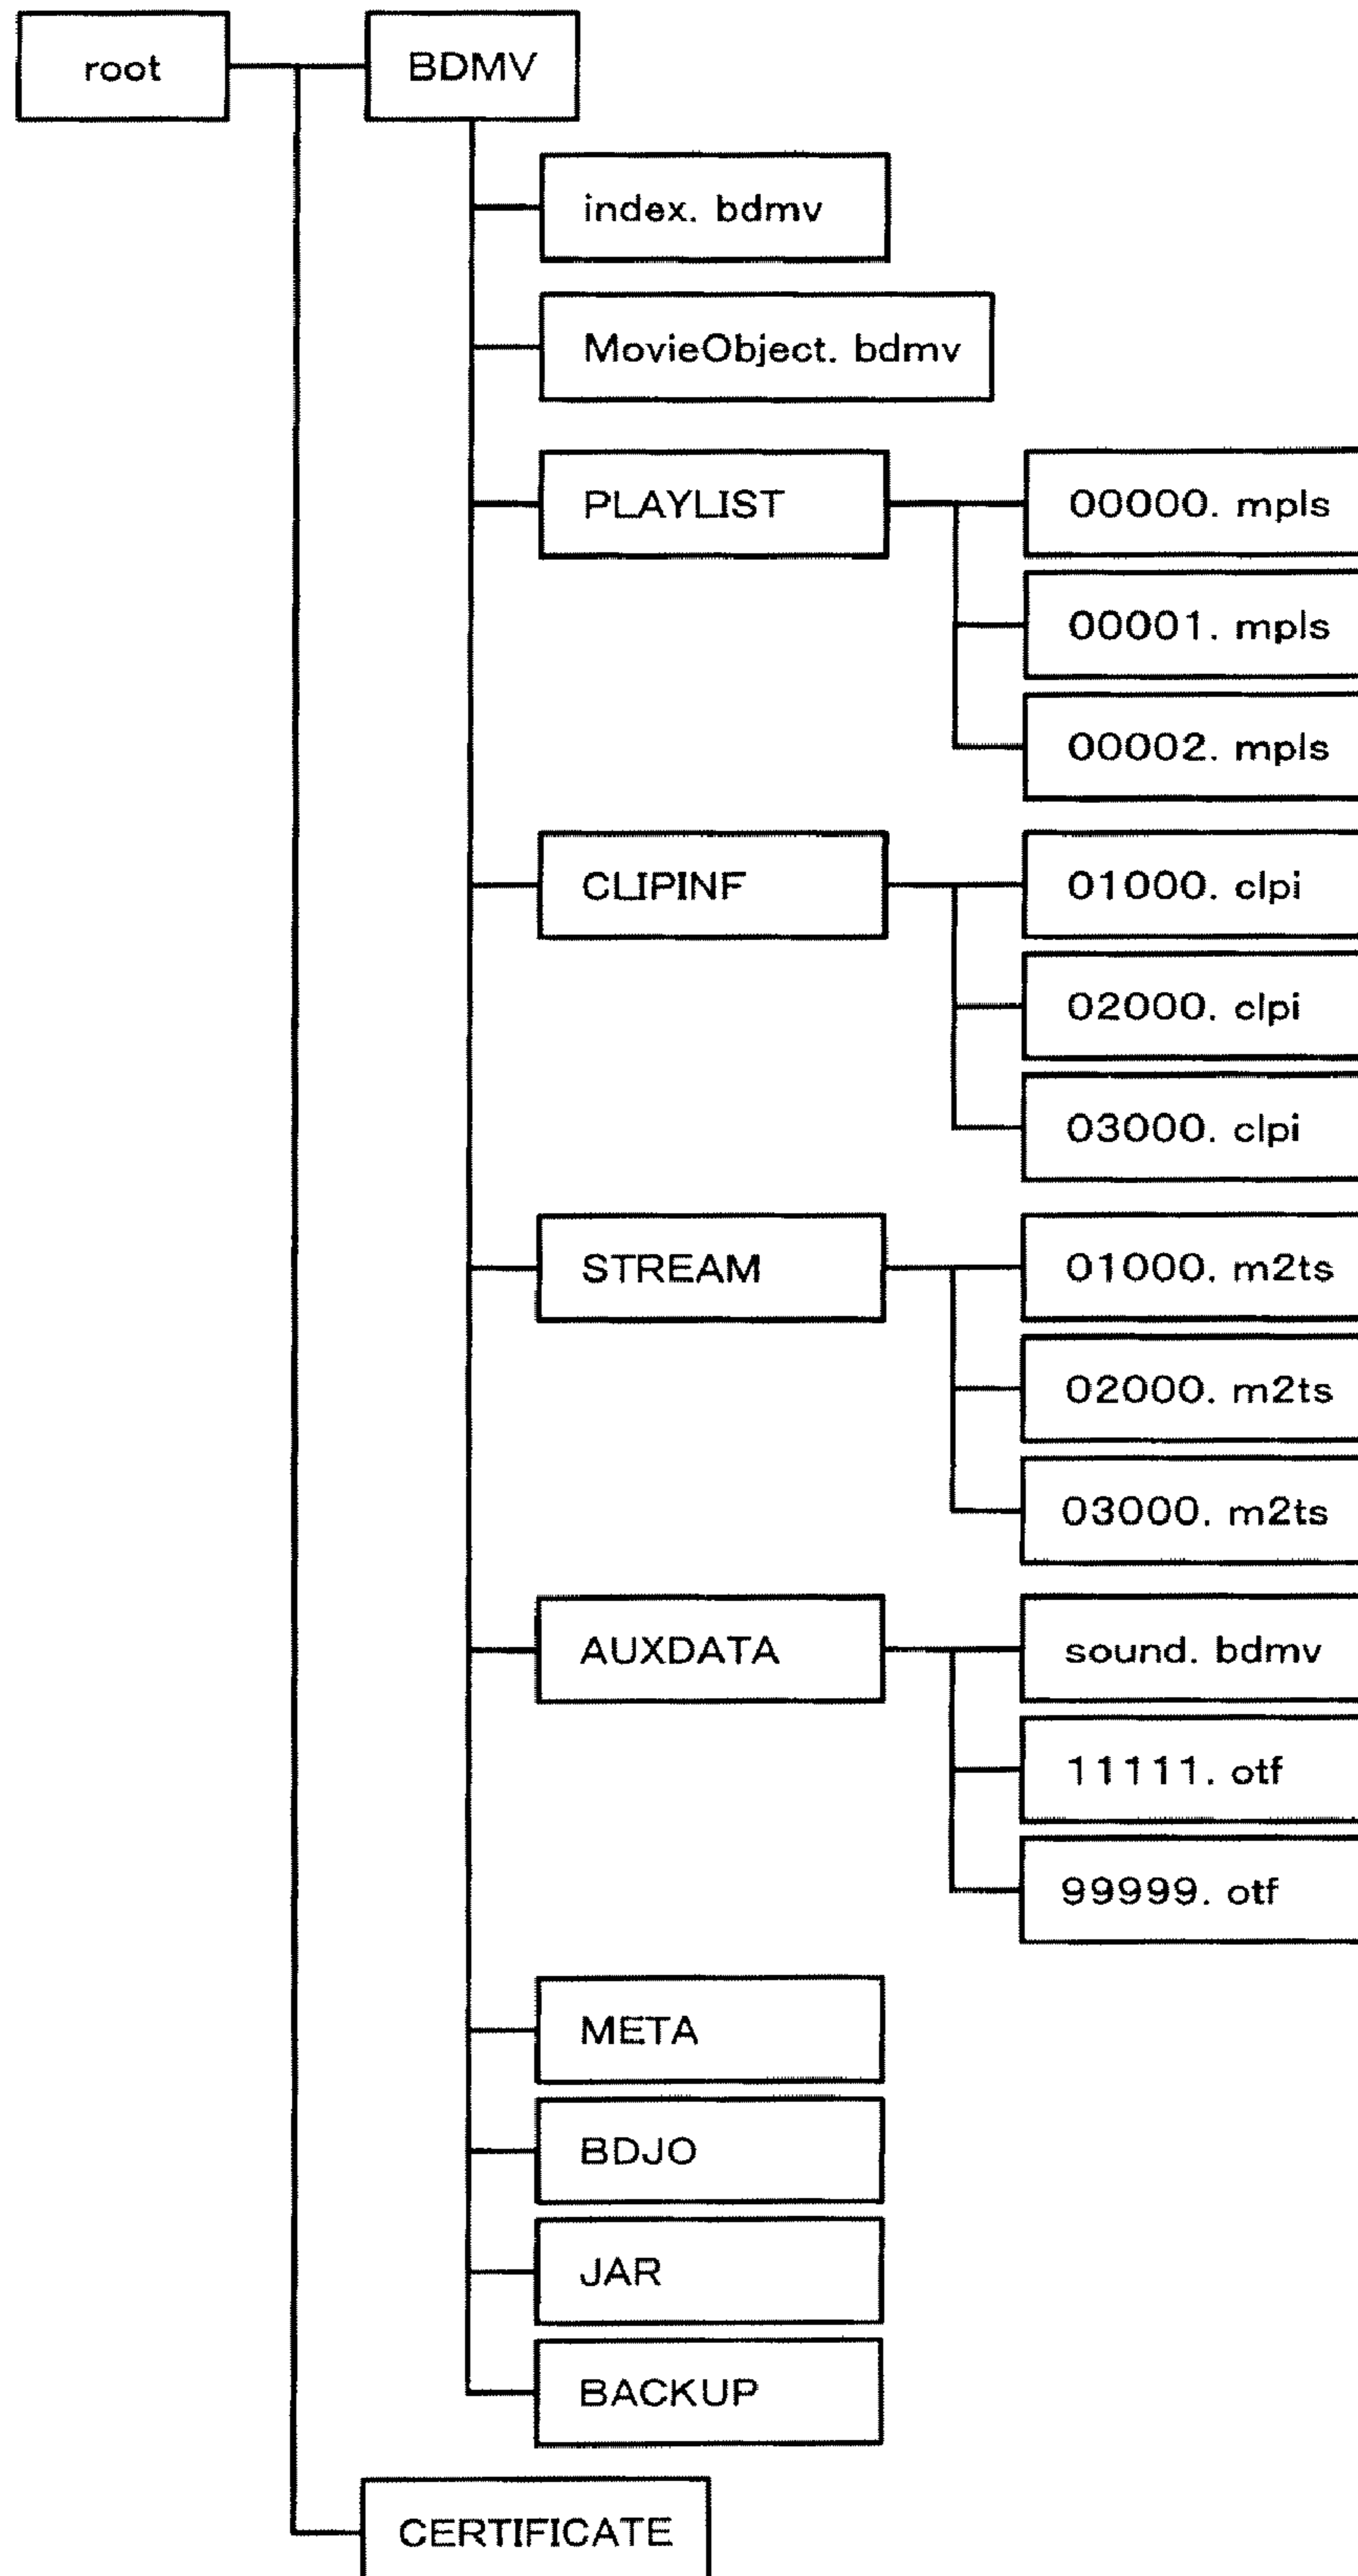 root
BDMV
index. bdmv
MovieObject. bdmv
PLAYLIST
00000. mpls
00001. mpls
00002. mpls
CLIPINF
01000. clpi
02000. clpi
03000. clpi
STREAM
01000. m2ts
02000. m2ts
03000. m2ts
AUXDATA
sound. bdmv
11111. otf
99999. otf
META
BDJO
JAR
BACKUP
CERTIFICATE